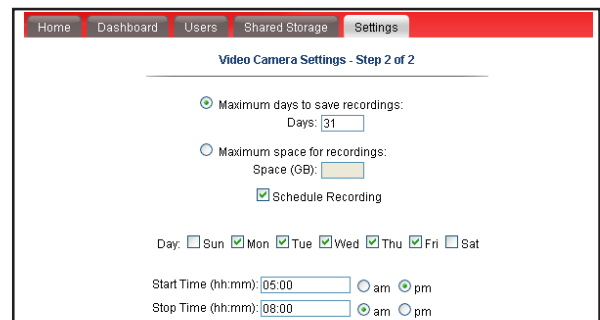 Home Dashboard Users Shared Storage Settings
Video Camera Settings - Step 2 of 2
Maximum days to save recordings:
Days: 31
Maximum space for recordings:
Space (GB):
Schedule Recording
Day: Sun Mon Tue Wed Thu Fri Sat
Start Time (hh:mm): 05:00 am pm
Stop Time (hh:mm): 08:00 am pm